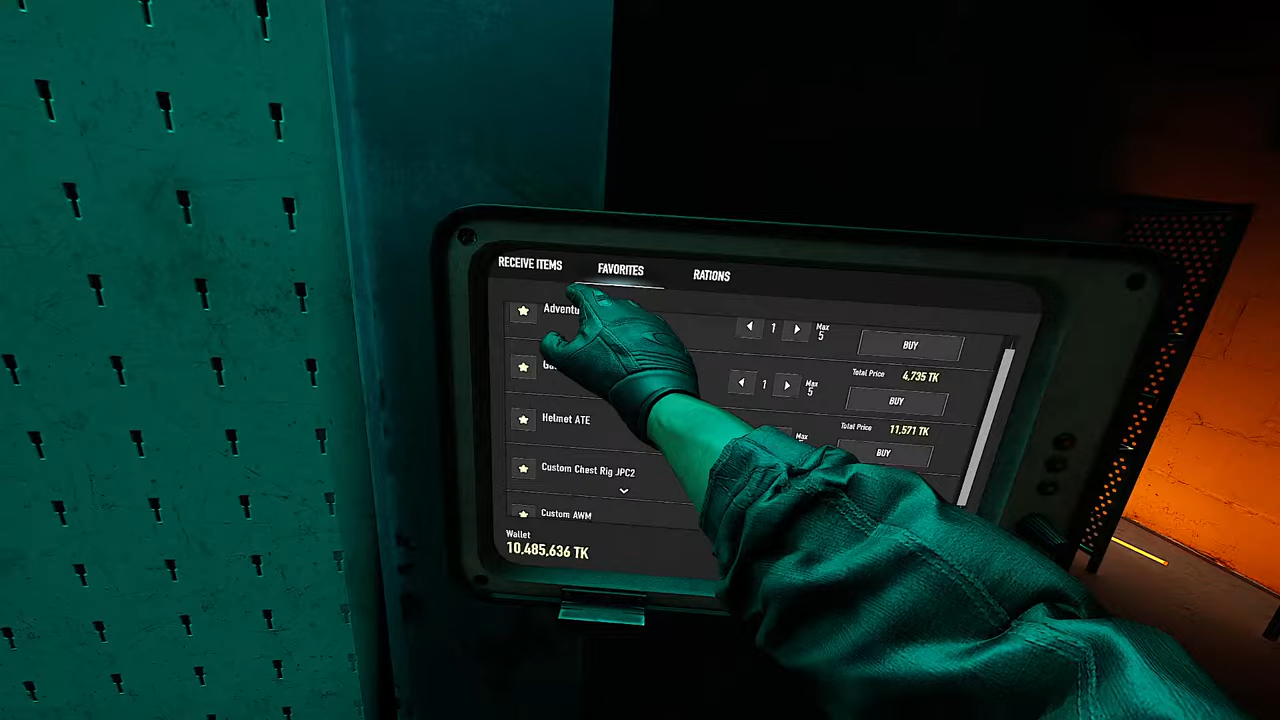 RECEIVE ITEMS FAVORITES RATIONS
1 Max 5 BUY
Total Price 4,735 TK
1 Max 5 BUY
Total Price 11,571 TK
Helmet ATE Max BUY
Custom Chest Rig JPC2
Custom AWM
Wallet
10,485,636 TK